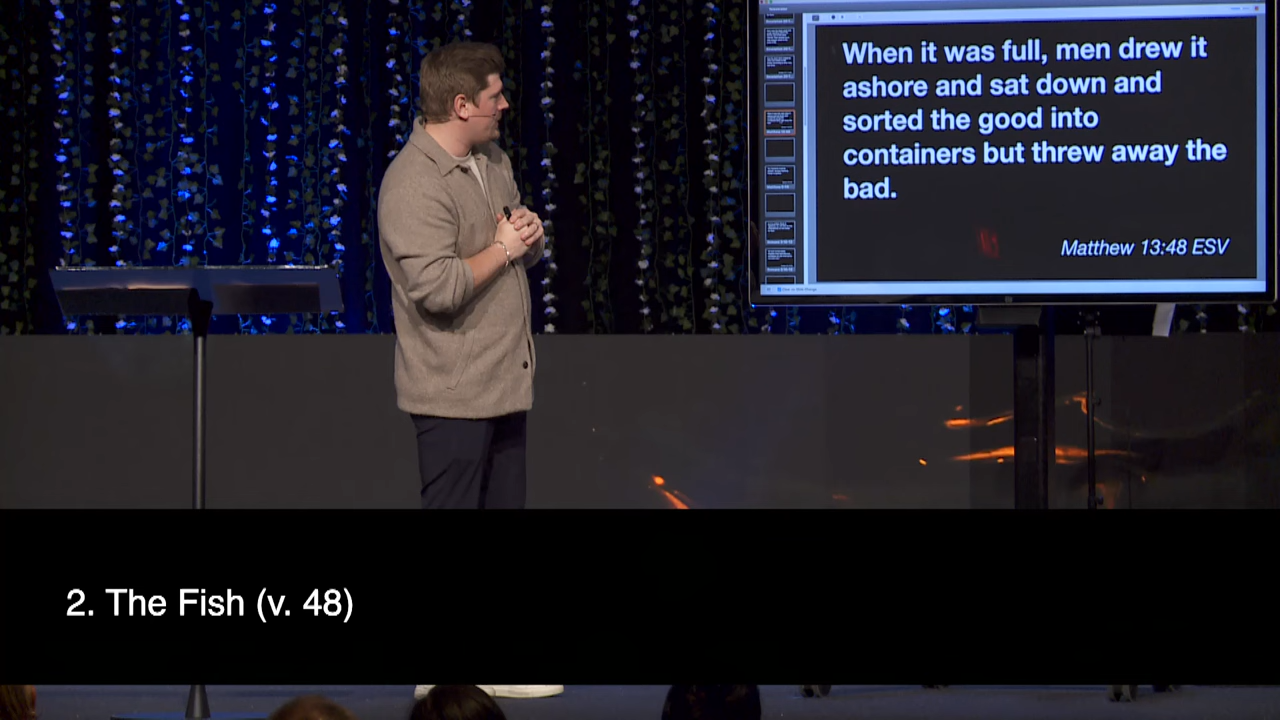 When it was full, men drew it
ashore and sat down and
sorted the good into
containers but threw away the
bad.
Matthew 13:48 ESV
2. The Fish (v. 48)